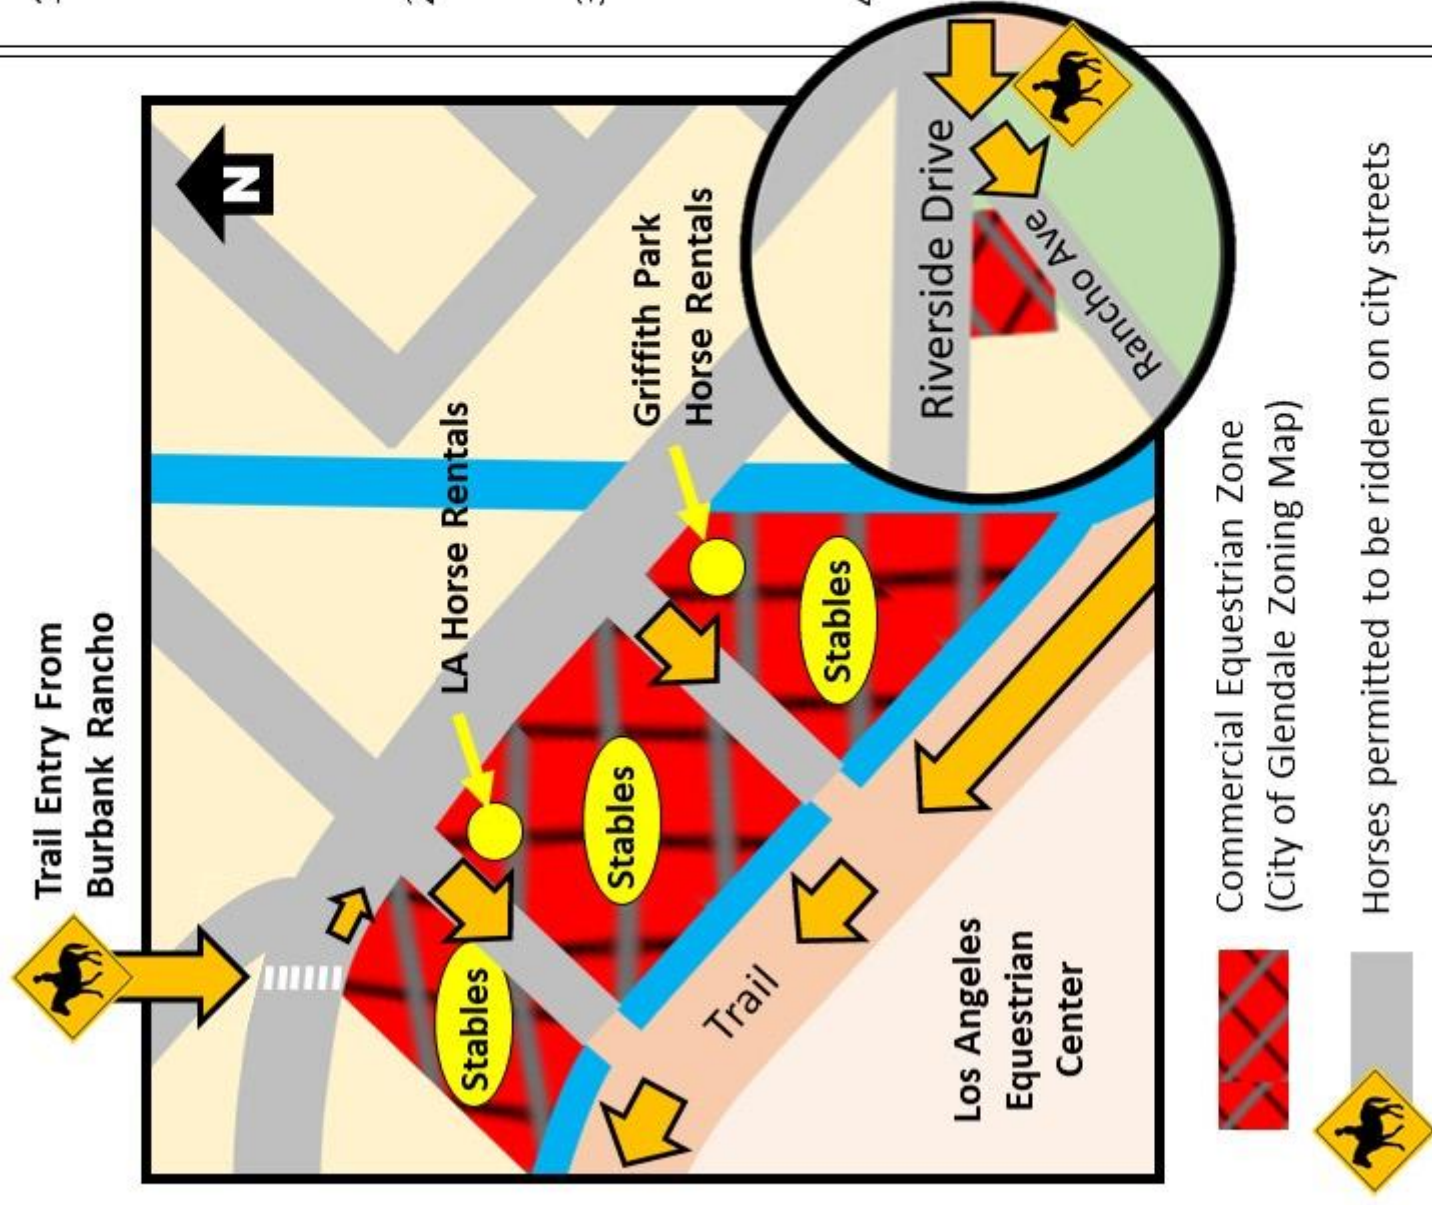 Trail Entry From
Burbank Rancho
N
LA Horse Rentals
Griffith Park
Horse Rentals
Stables
Stables
Stables
Trail
Los Angeles
Equestrian
Center
Riverside Drive
Rancho Ave
Commercial Equestrian Zone
(City of Glendale Zoning Map)
Horses permitted to be ridden on city streets